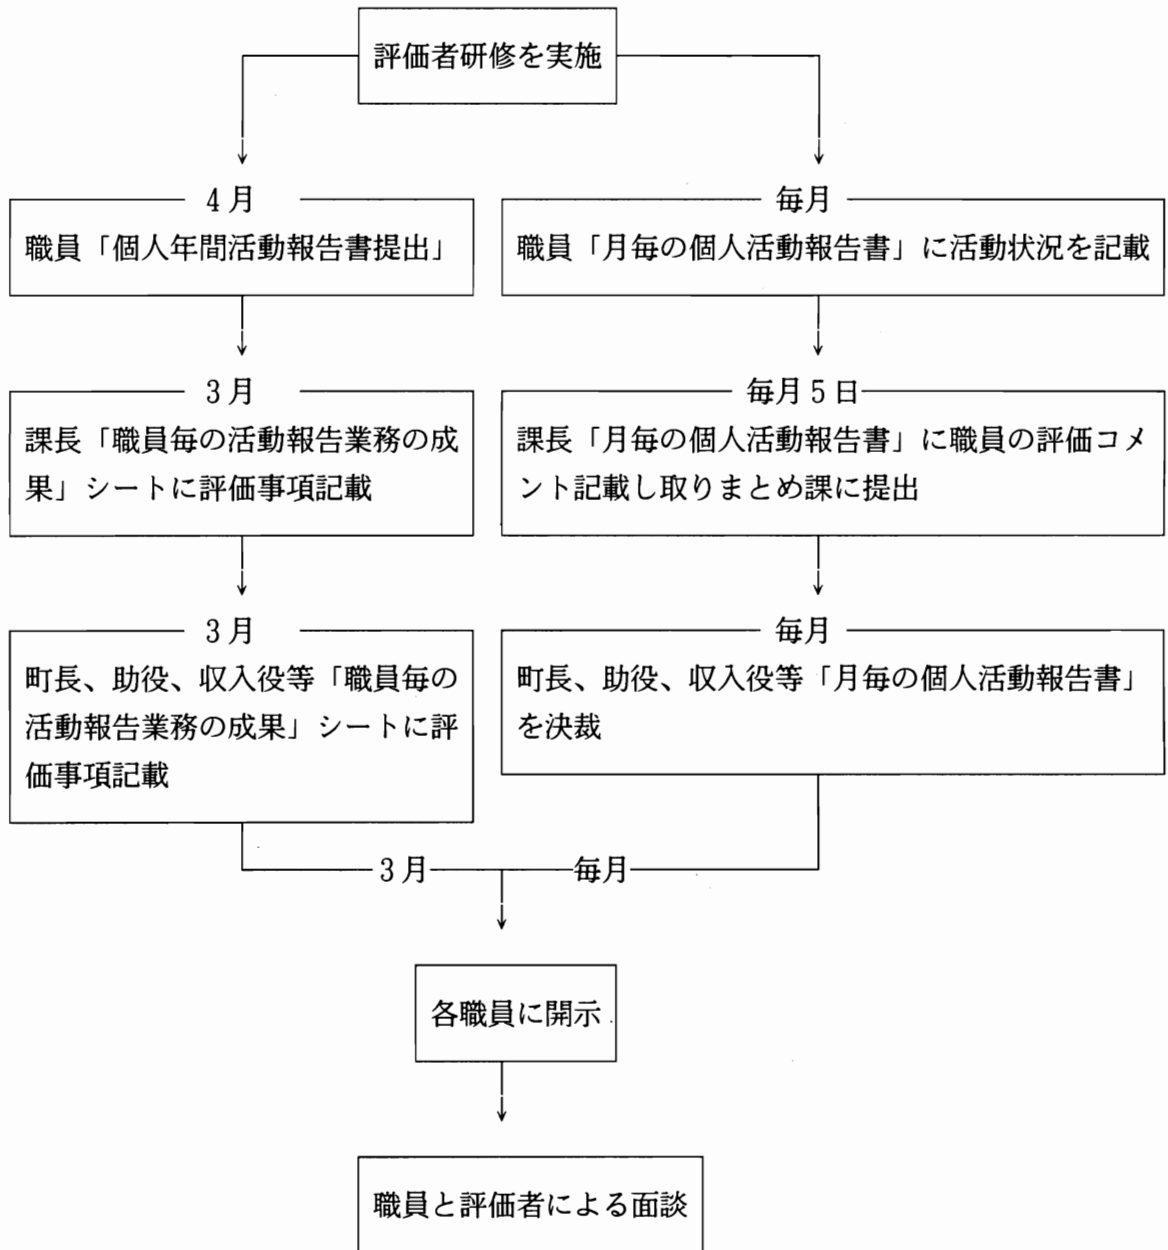 評価者研修を実施
4月
職員「個人年間活動報告書提出」
3月
課長「職員毎の活動報告業務の成
果」シートに評価事項記載
3月
町長、助役、収入役等「職員毎の
活動報告業務の成果」シートに評
価事項記載
毎月
職員「月毎の個人活動報告書」に活動状況を記載
毎月5日
課長「月毎の個人活動報告書」に職員の評価コメ
ント記載し取りまとめ課に提出
毎月
町長、助役、収入役等「月毎の個人活動報告書」
を決裁
3月
毎月
各職員に開示
職員と評価者による面談